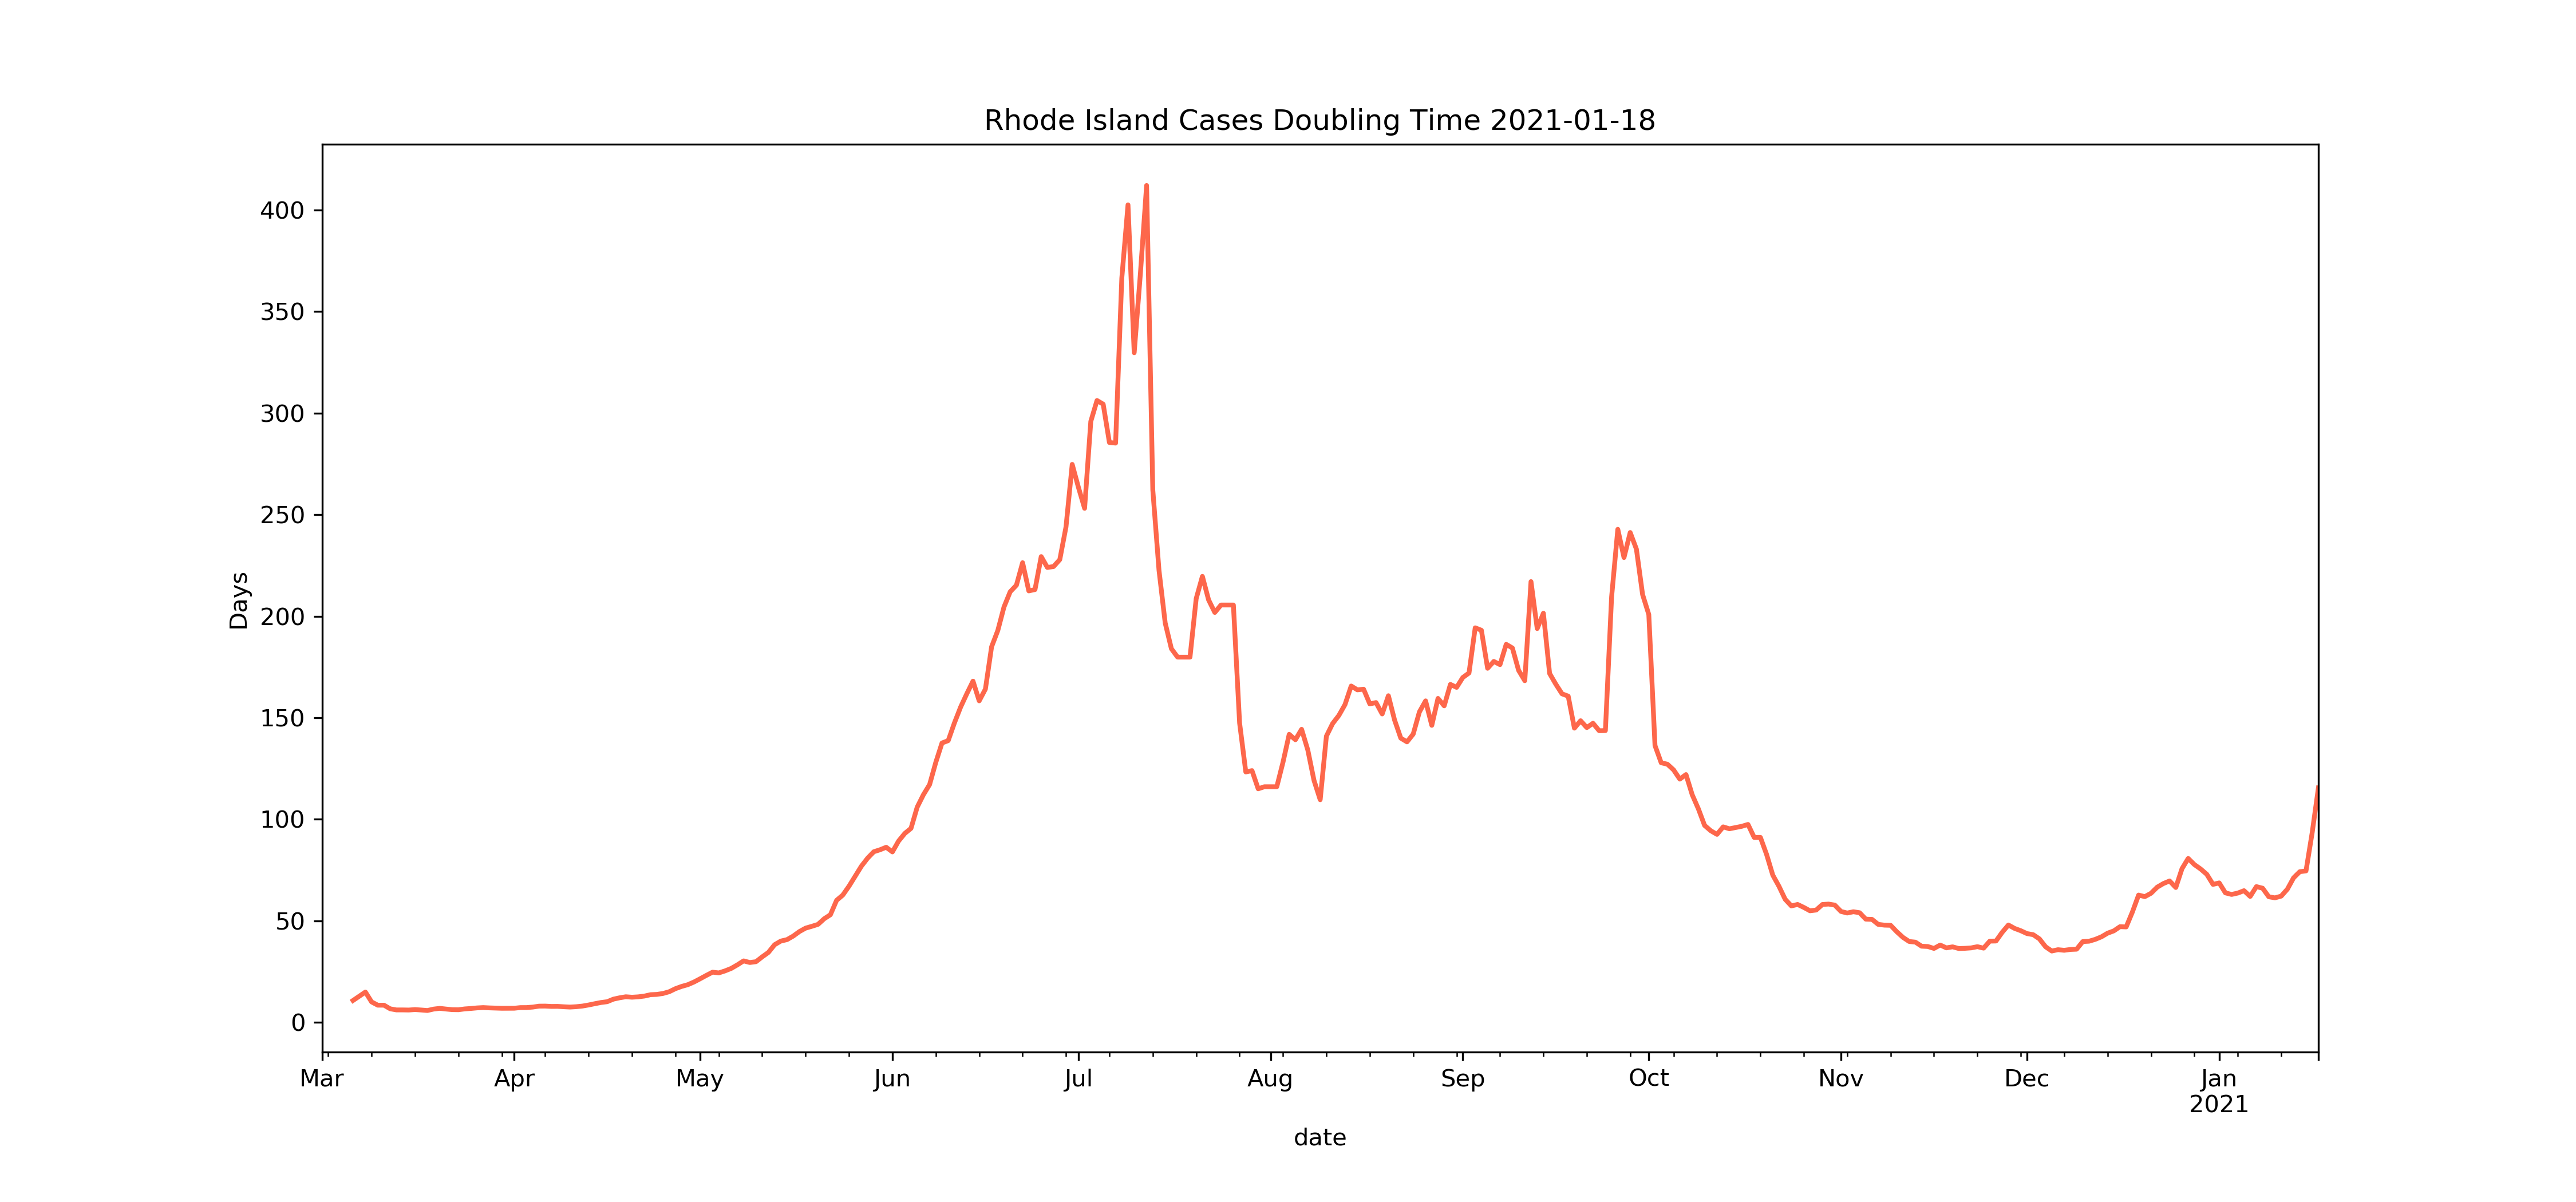 Rhode Island Cases Doubling Time 2021-01-18
400
350
300
250
200
150
100
50
0
Days
Mar Apr May Jun Jul Aug Sep Oct Nov Dec Jan
2021
date